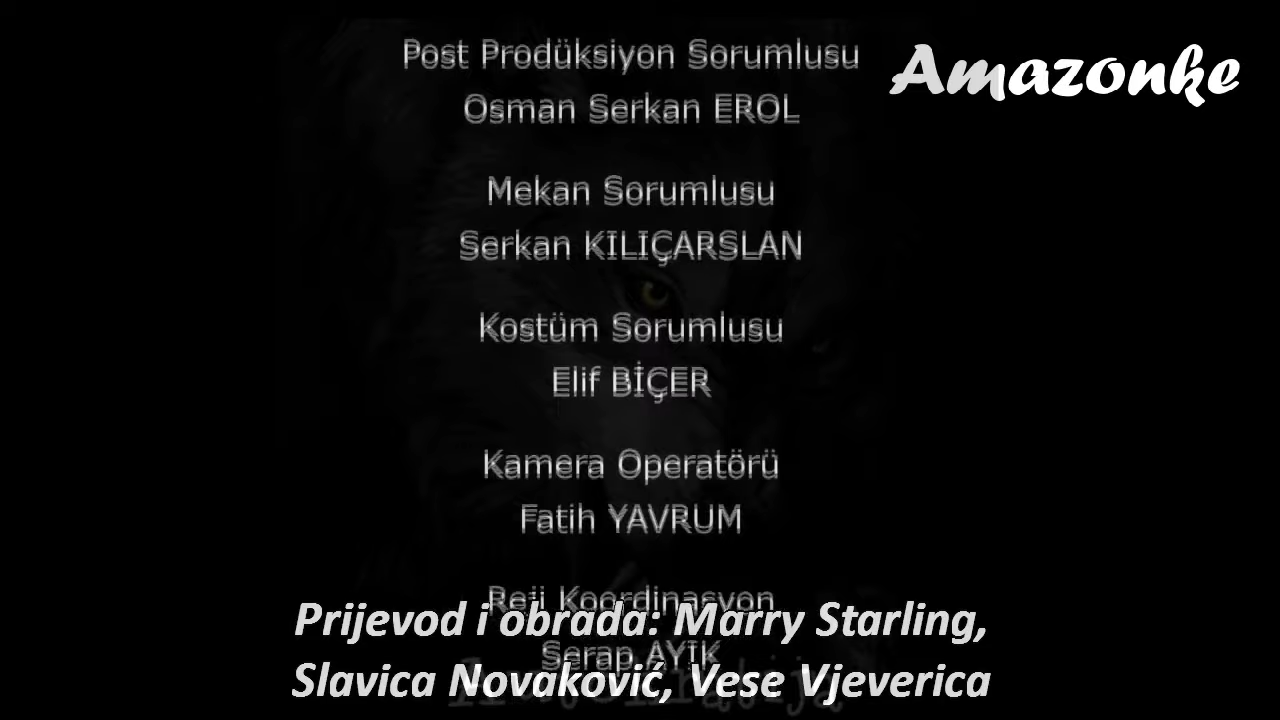 Post Prodüksiyon Sorumlusu
Amazonke
Osman Serkan EROL
Mekan Sorumlusu
Serkan KILIÇARSLAN
Kostüm Sorumlusu
Elif BİÇER
Kamera Operatörü
Fatih YAVRUM
Reji Koordinasyon
Serap AYIK
Prijevod i obrada: Marry Starling,
Slavica Novaković, Vese Vjeverica